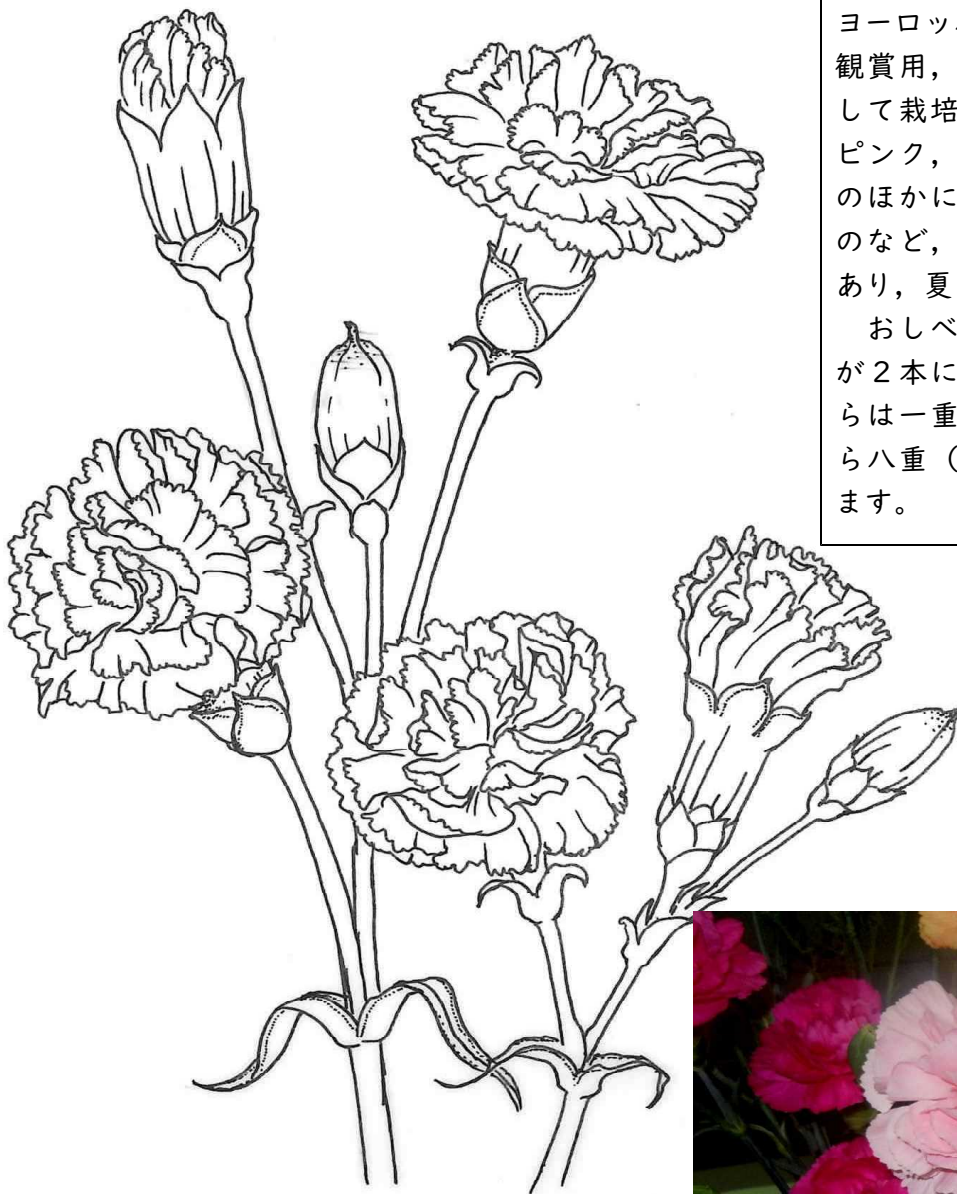 ヨーロッ
観賞用，
して栽培
ピンク，
のほかに
のなど，
あり，夏
おしべ
が２本に
らは一重
ら八重（
ます。